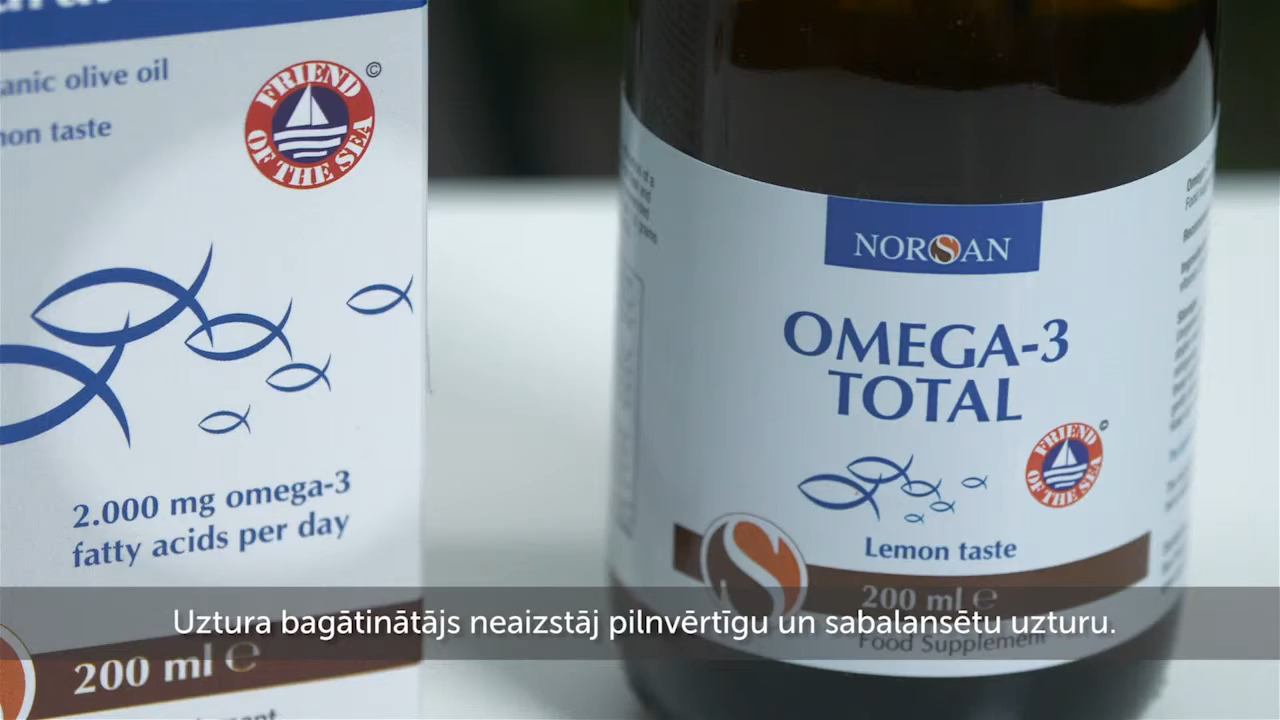 organic olive oil
lemon taste
FRIEND OF THE SEA
©
2.000 mg omega-3
fatty acids per day
200 ml ℮
NORSAN
OMEGA-3
TOTAL
FRIEND OF THE SEA
©
Lemon taste
200 ml ℮
Food Supplement
Uztura bagātinātājs neaizstāj pilnvērtīgu un sabalansētu uzturu.